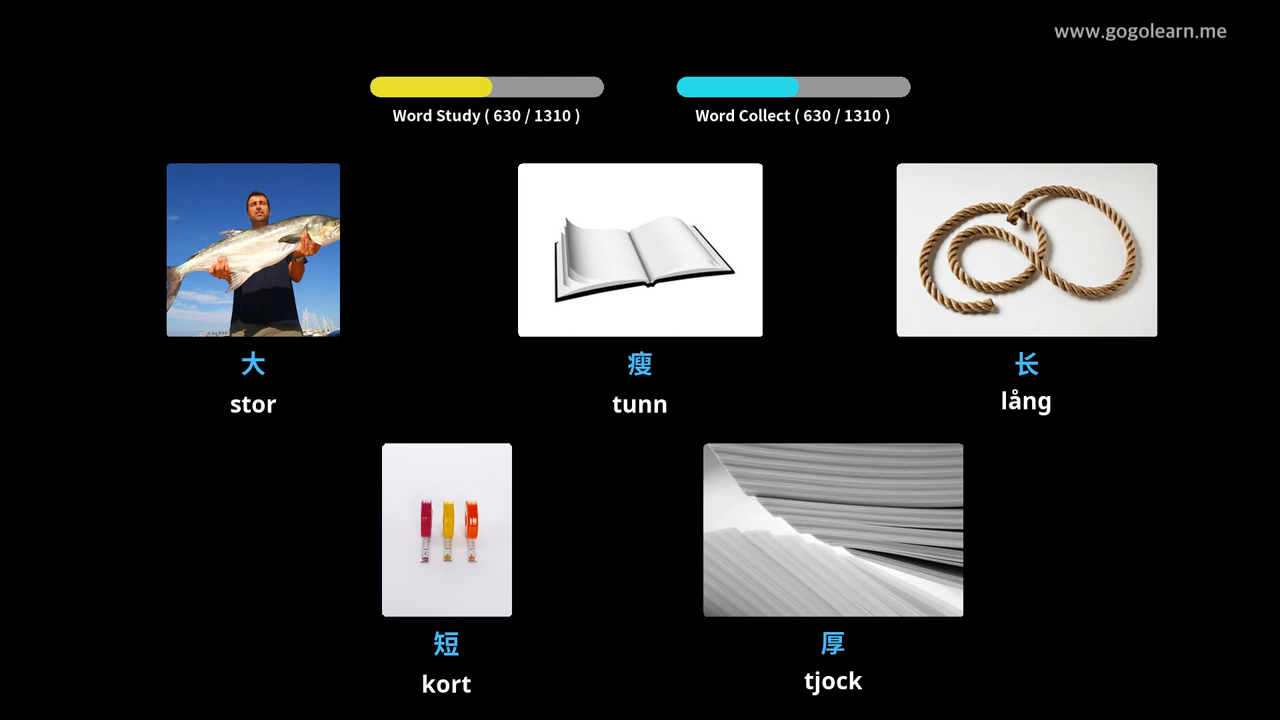 www.gogolearn.me
Word Study ( 630 / 1310 )
Word Collect ( 630 / 1310 )
大
stor
瘦
tunn
长
lång
短
kort
厚
tjock